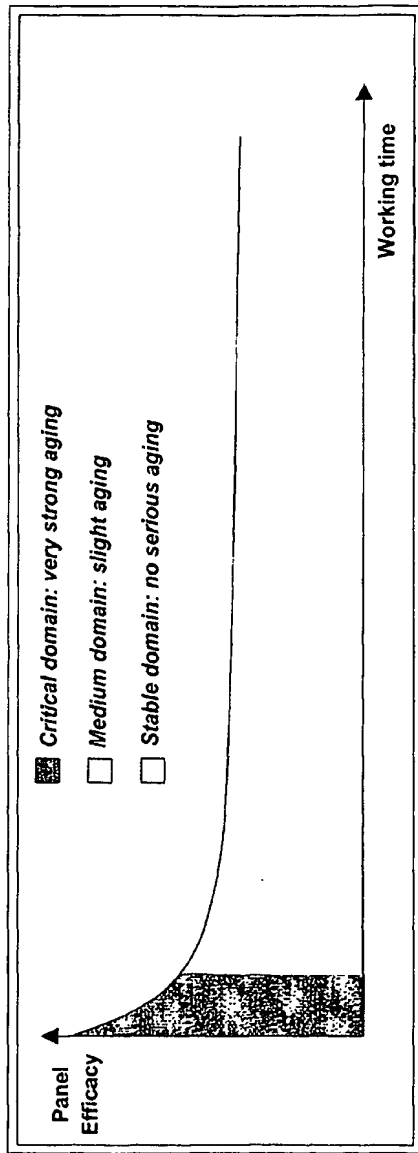 Panel
Efficacy
Critical domain: very strong aging
Medium domain: slight aging
Stable domain: no serious aging
Working time